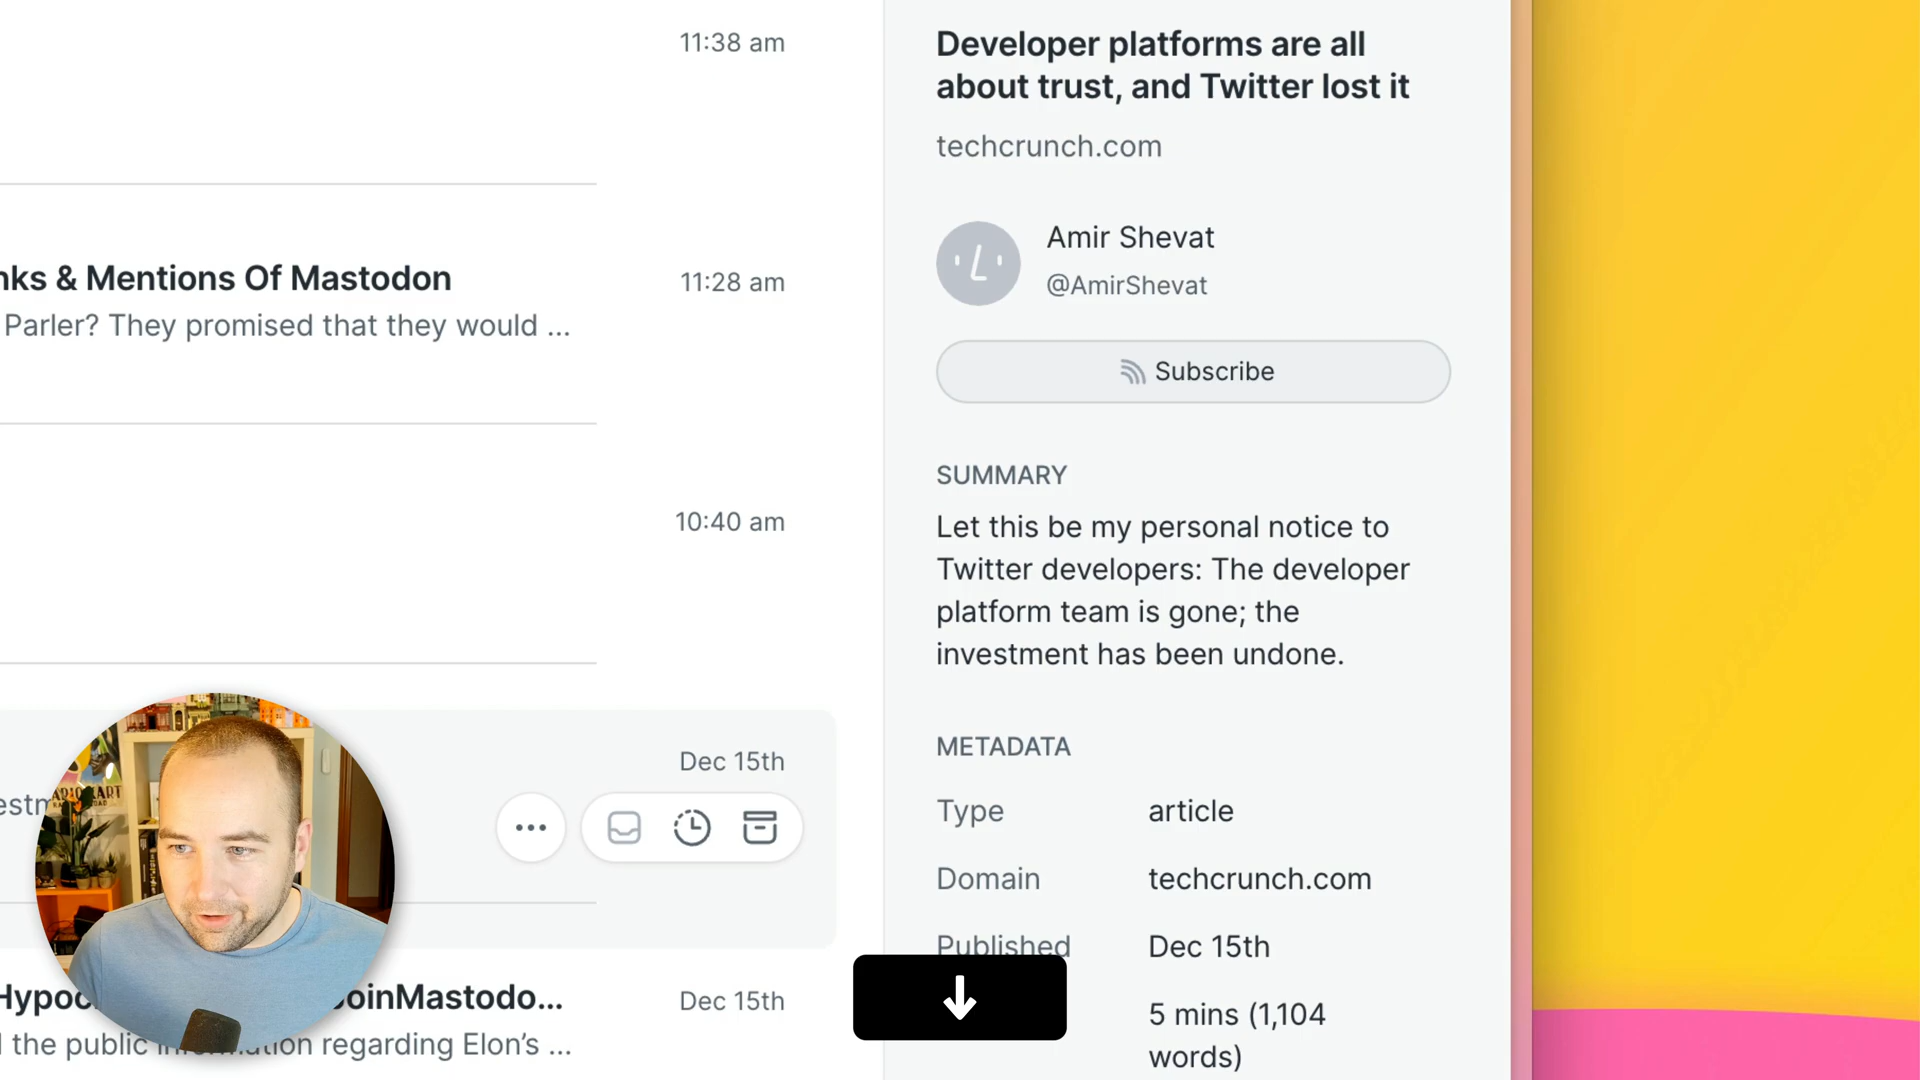 11:38 am
nks & Mentions Of Mastodon
11:28 am
Parler? They promised that they would ...
10:40 am
Dec 15th
estm
Hypoc
oinMastodo...
Dec 15th
l the public information regarding Elon's ...
Developer platforms are all
about trust, and Twitter lost it
techcrunch.com
Amir Shevat
@AmirShevat
Subscribe
SUMMARY
Let this be my personal notice to
Twitter developers: The developer
platform team is gone; the
investment has been undone.
METADATA
Type article
Domain techcrunch.com
Published Dec 15th
5 mins (1,104
words)